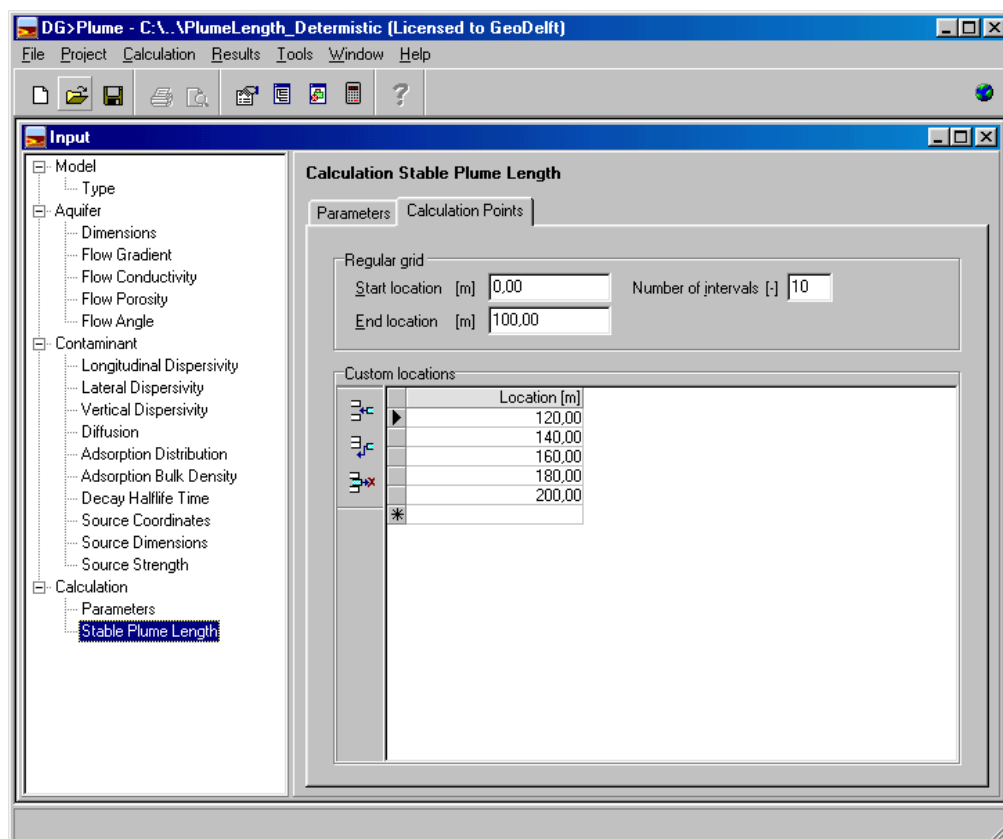 DG>Plume - C:\..\PlumeLength_Determistic (Licensed to GeoDelft)
File Project Calculation Results Tools Window Help
?
Input
Model
Type
Aquifer
Dimensions
Flow Gradient
Flow Conductivity
Flow Porosity
Flow Angle
Contaminant
Longitudinal Dispersivity
Lateral Dispersivity
Vertical Dispersivity
Diffusion
Adsorption Distribution
Adsorption Bulk Density
Decay Halflife Time
Source Coordinates
Source Dimensions
Source Strength
Calculation
Parameters
Stable Plume Length
Calculation Stable Plume Length
Parameters Calculation Points
Regular grid
Start location [m] 0,00 Number of intervals [-] 10
End location [m] 100,00
Custom locations
Location [m]
120,00
140,00
160,00
180,00
200,00